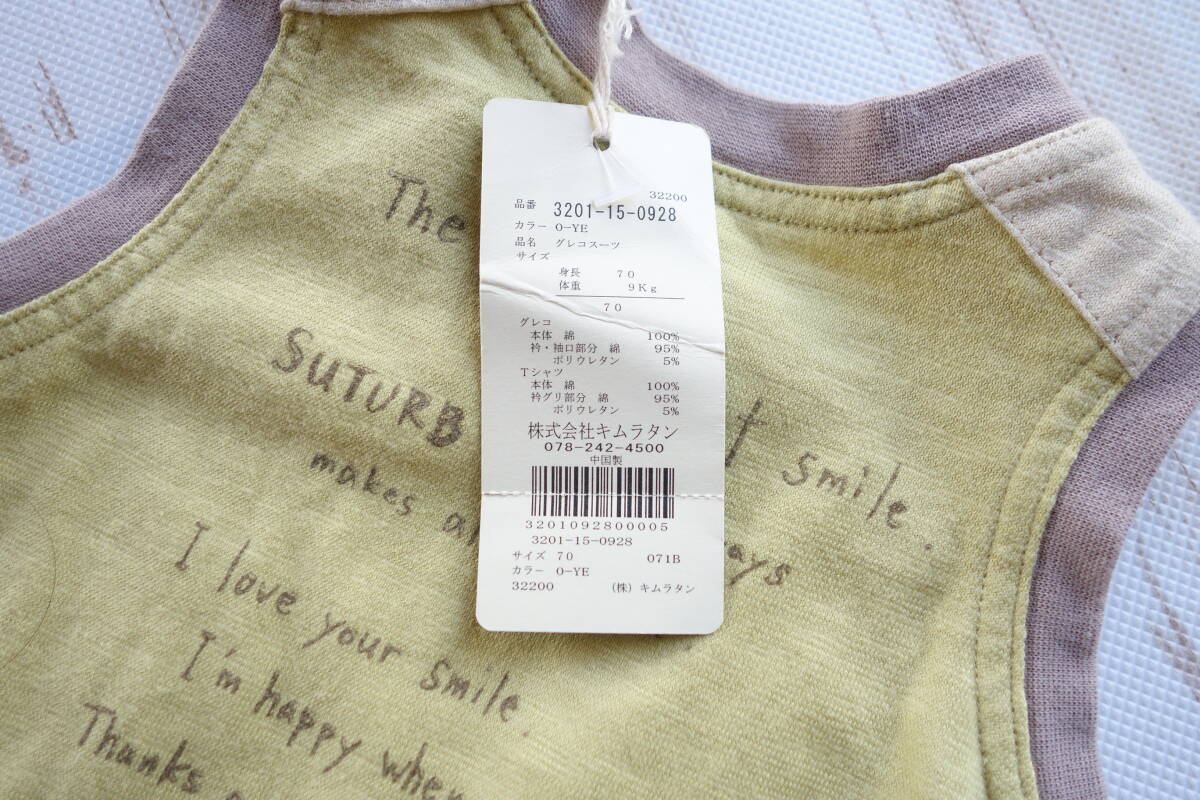 32200
品番 3201-15-0928
カラー O-YE
品名 グレコスーツ
サイズ
身長 70
体重 9Kg
70
グレコ
本体 綿 100%
衿・袖口部分 綿 95%
ポリウレタン 5%
Tシャツ
本体 綿 100%
衿グリ部分 綿 95%
ポリウレタン 5%
株式会社キムラタン
078-242-4500
中国製
3201092800005
3201-15-0928
サイズ 70 071B
カラー O-YE
32200 (株)キムラタン
The
SUTURB smile.
makes
I love your smile.
I'm happy when
Thanks